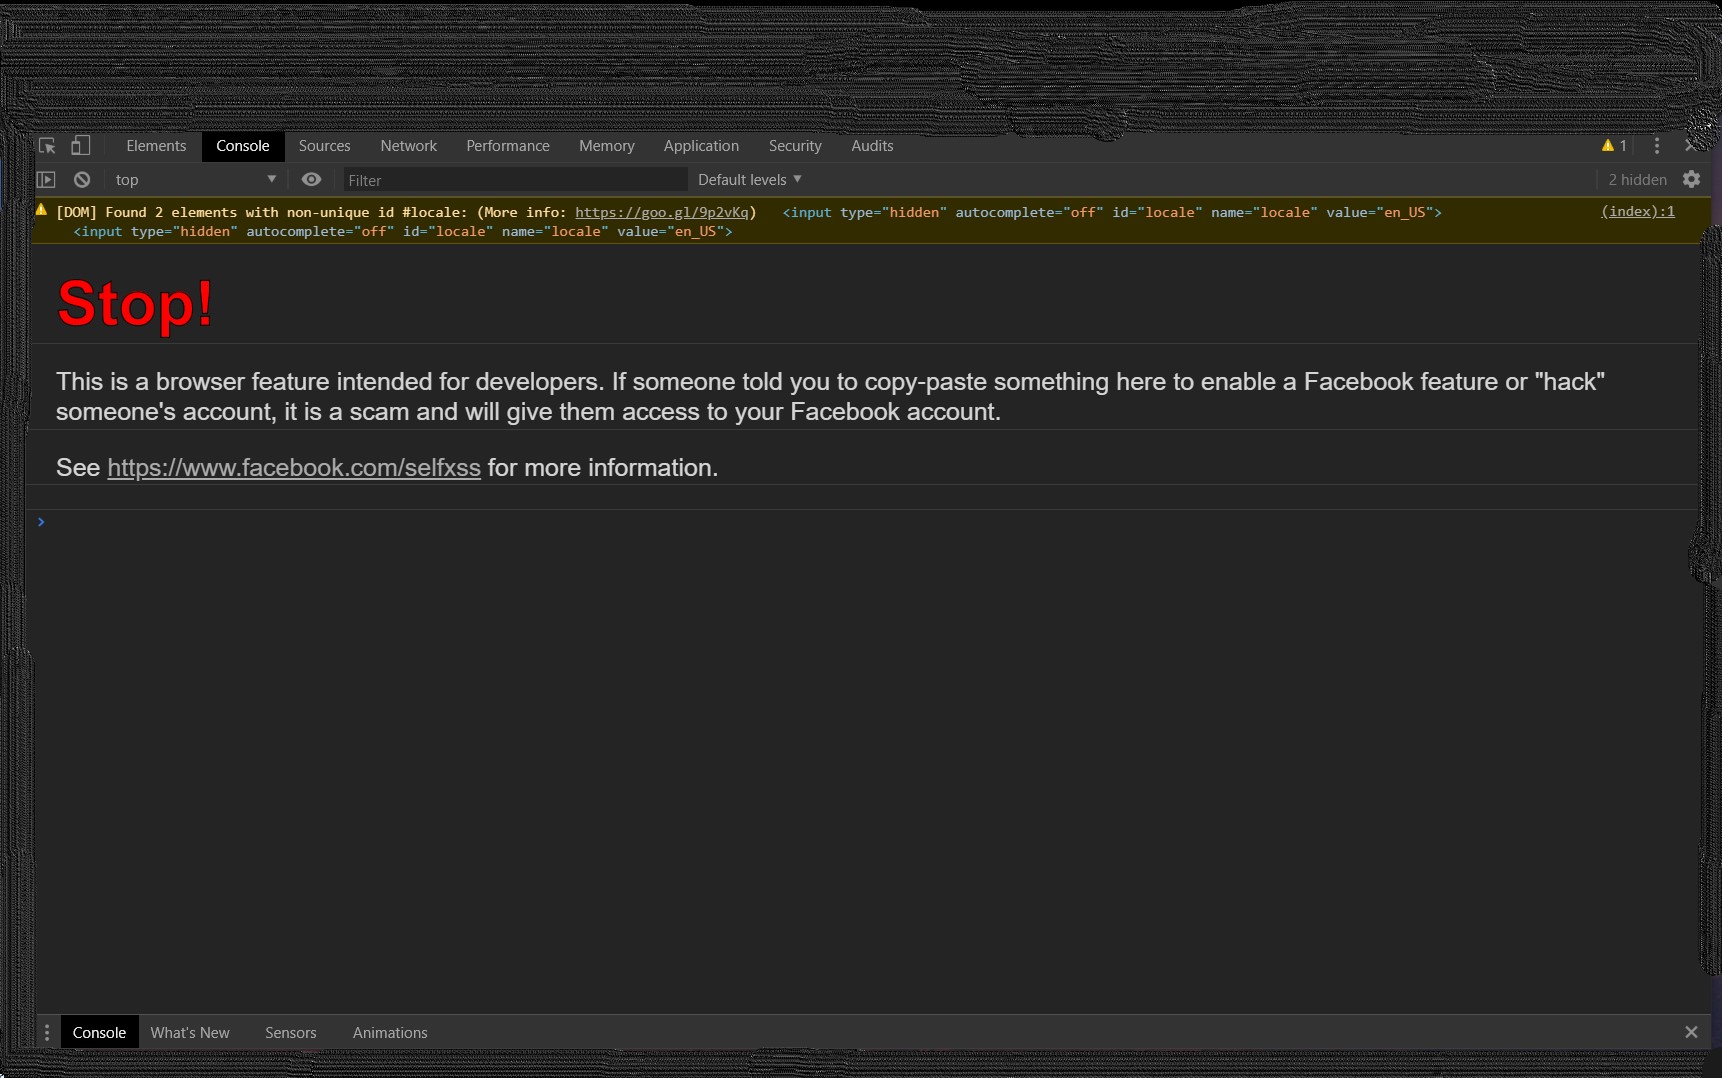 Elements Console Sources Network Performance Memory Application Security Audits 1
top Filter Default levels 2 hidden
[DOM] Found 2 elements with non-unique id #locale: (More info: https://goo.gl/9p2vKq) <input type="hidden" autocomplete="off" id="locale" name="locale" value="en_US"> (index):1
<input type="hidden" autocomplete="off" id="locale" name="locale" value="en_US">
Stop!
This is a browser feature intended for developers. If someone told you to copy-paste something here to enable a Facebook feature or "hack"
someone's account, it is a scam and will give them access to your Facebook account.
See https://www.facebook.com/selfxss for more information.
Console What's New Sensors Animations